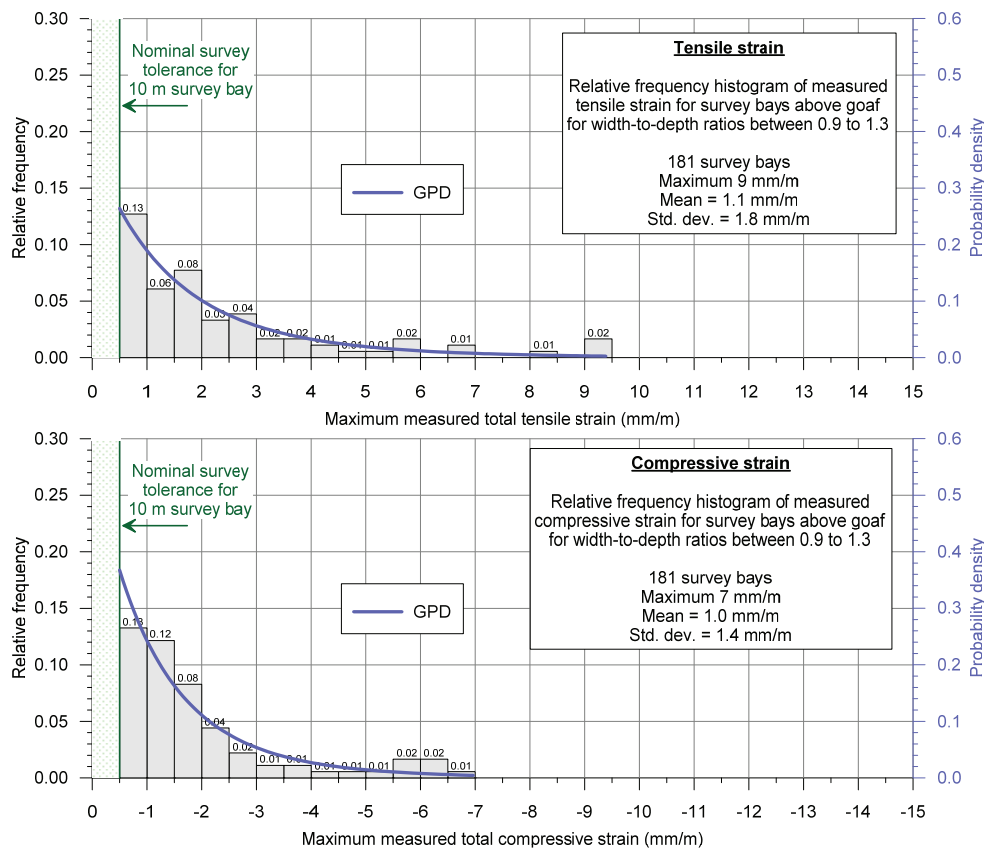 0.30
0.25
0.20
0.15
0.10
0.05
0.00
Relative frequency
Nominal survey
tolerance for
10 m survey bay
GPD
Tensile strain
Relative frequency histogram of measured
tensile strain for survey bays above goaf
for width-to-depth ratios between 0.9 to 1.3
181 survey bays
Maximum 9 mm/m
Mean = 1.1 mm/m
Std. dev. = 1.8 mm/m
0.6
0.5
0.4
0.3
0.2
0.1
0.0
Probability density
0.13 0.06 0.08 0.03 0.04 0.02 0.02 0.01 0.01 0.01 0.02 0.01 0.01 0.02
0 1 2 3 4 5 6 7 8 9 10 11 12 13 14 15
Maximum measured total tensile strain (mm/m)
0.30
0.25
0.20
0.15
0.10
0.05
0.00
Relative frequency
Nominal survey
tolerance for
10 m survey bay
GPD
Compressive strain
Relative frequency histogram of measured
compressive strain for survey bays above goaf
for width-to-depth ratios between 0.9 to 1.3
181 survey bays
Maximum 7 mm/m
Mean = 1.0 mm/m
Std. dev. = 1.4 mm/m
0.6
0.5
0.4
0.3
0.2
0.1
0.0
Probability density
0.13 0.12 0.08 0.04 0.02 0.01 0.01 0.01 0.01 0.01 0.02 0.02 0.01
0 -1 -2 -3 -4 -5 -6 -7 -8 -9 -10 -11 -12 -13 -14 -15
Maximum measured total compressive strain (mm/m)